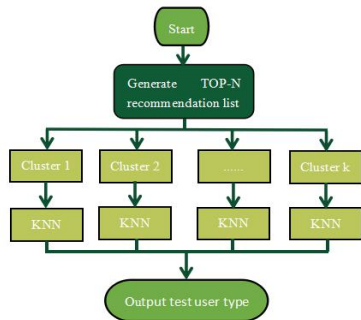 Start
Generate TOP-N
recommendation list
Cluster 1
Cluster 2
......
Cluster k
KNN
KNN
KNN
KNN
Output test user type